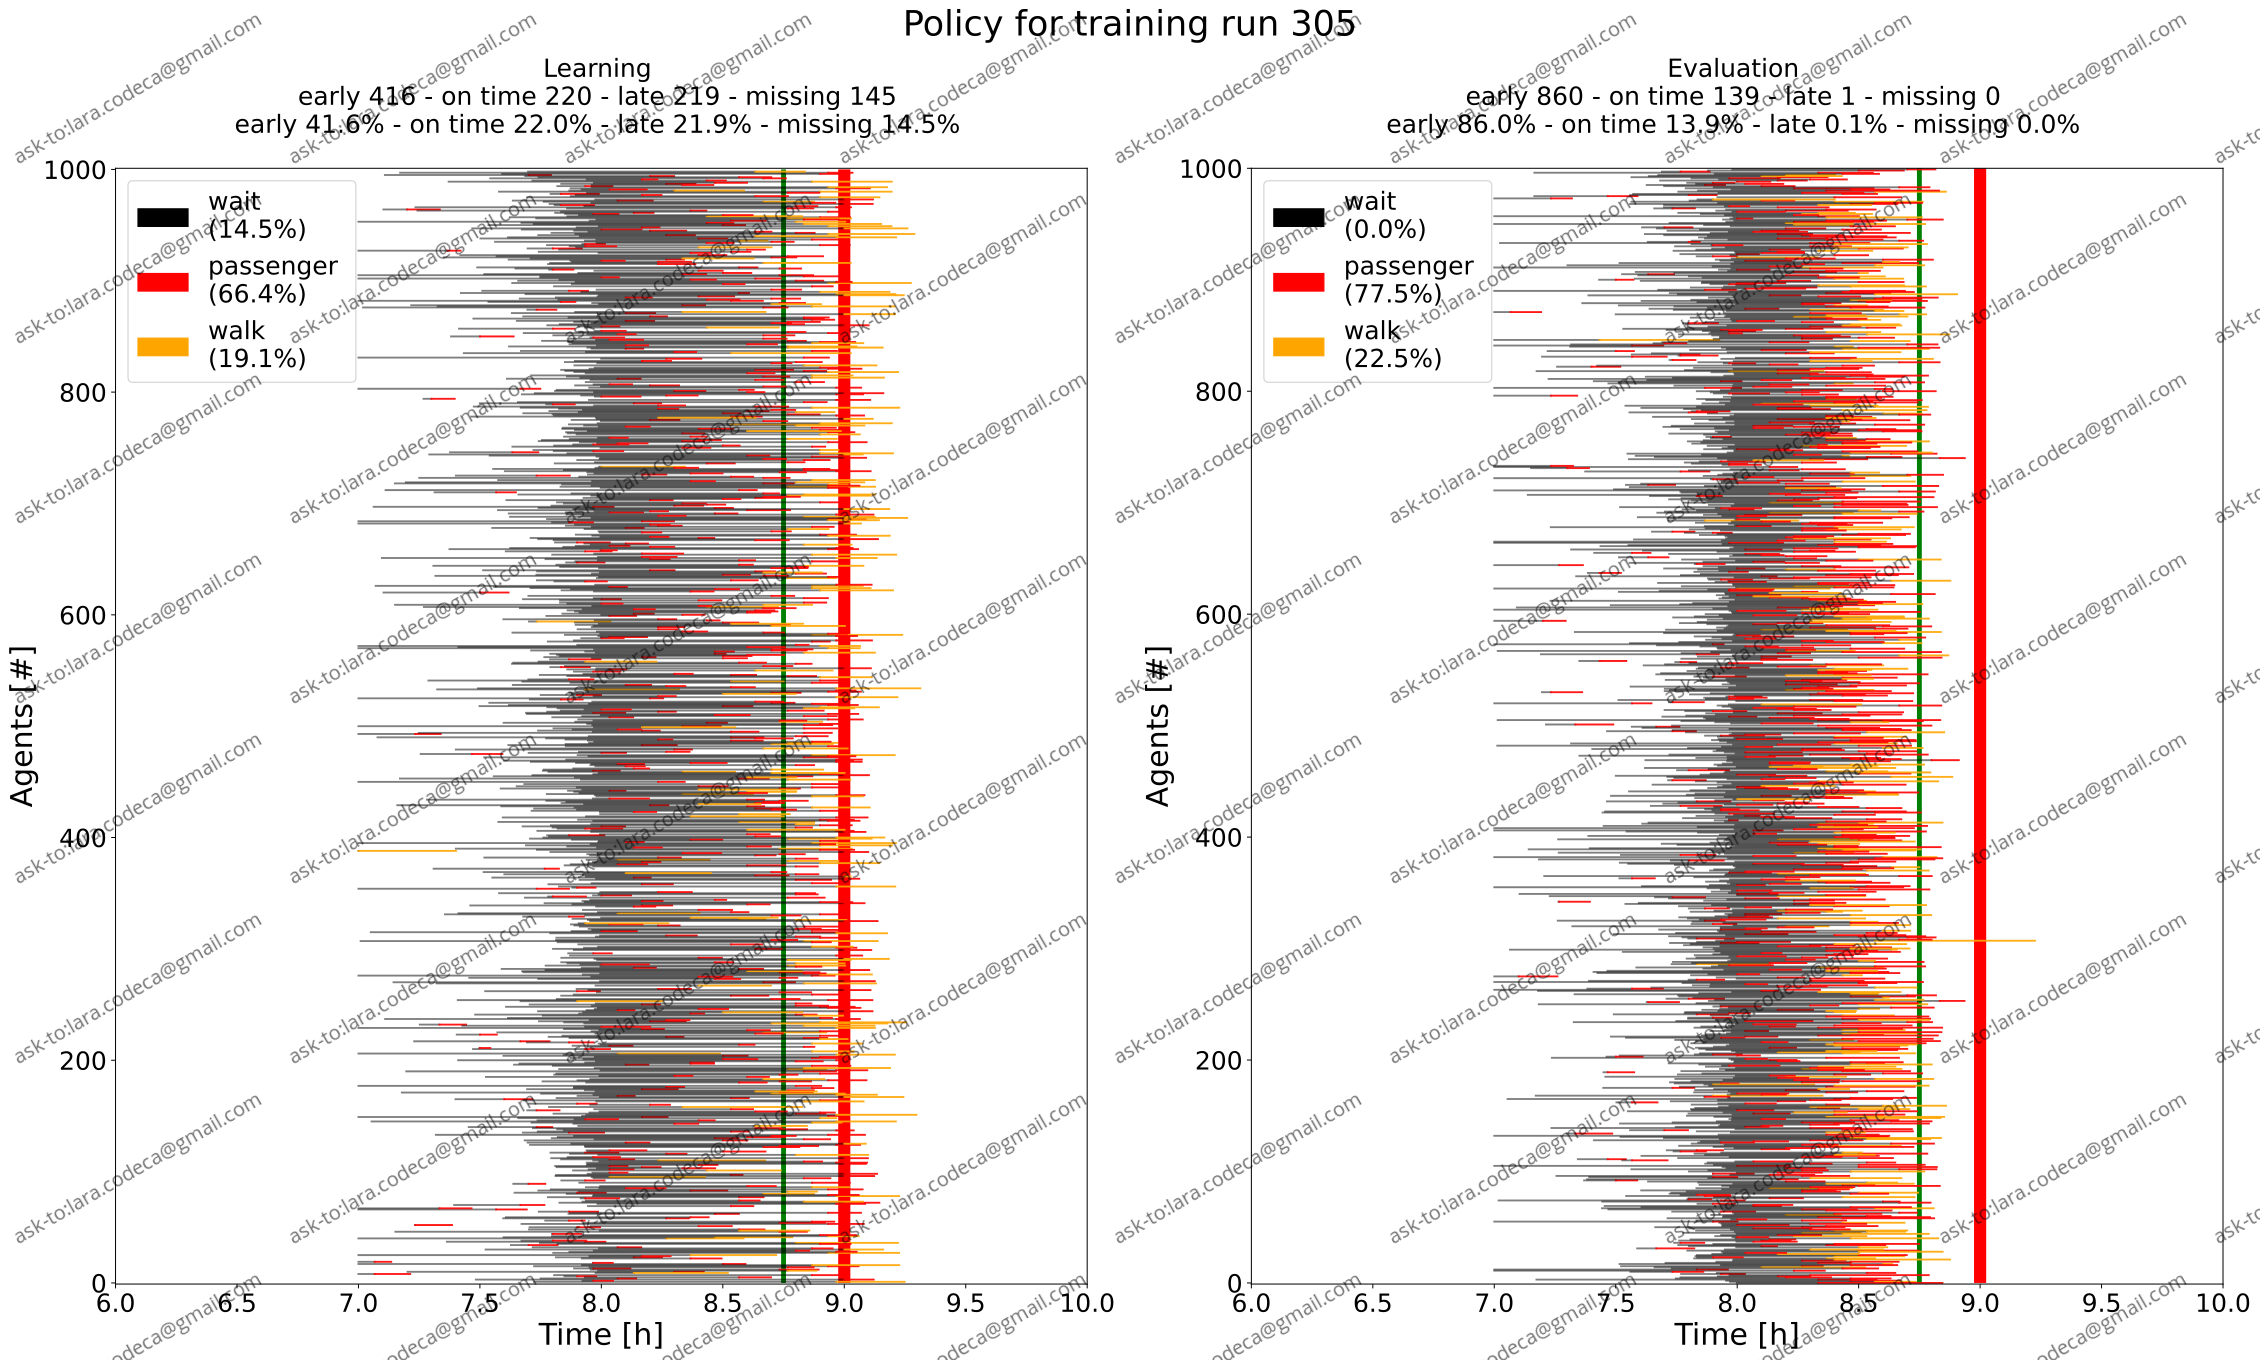 Policy for training run 305
Learning
early 416 - on time 220 - late 219 - missing 145
early 41.6% - on time 22.0% - late 21.9% - missing 14.5%
Evaluation
early 860 - on time 139 - late 1 - missing 0
early 86.0% - on time 13.9% - late 0.1% - missing 0.0%
wait
(14.5%)
passenger
(66.4%)
walk
(19.1%)
wait
(0.0%)
passenger
(77.5%)
walk
(22.5%)
1000
800
600
400
200
0
Agents [#]
6.0 6.5 7.0 7.5 8.0 8.5 9.0 9.5 10.0
Time [h]
1000
800
600
400
200
0
Agents [#]
6.0 6.5 7.0 7.5 8.0 8.5 9.0 9.5 10.0
Time [h]
ask-to:lara.codeca@gmail.com